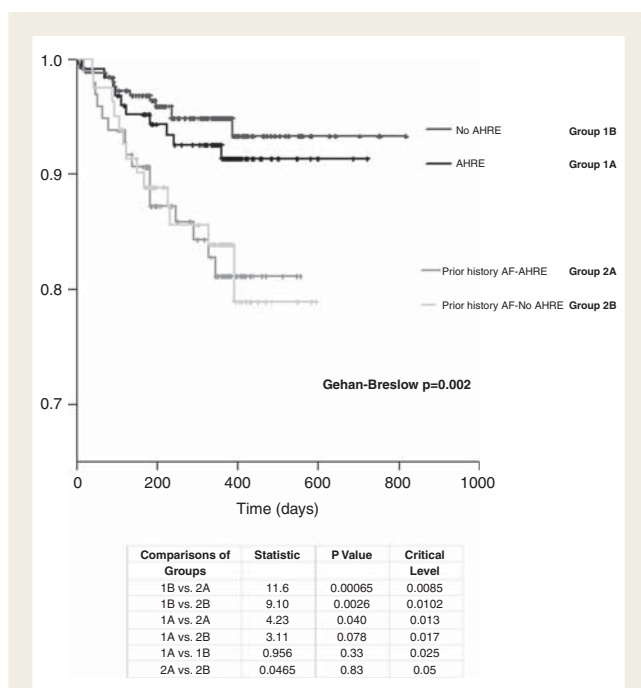 1.0
0.9
0.8
0.7
No AHRE Group 1B
AHRE Group 1A
Prior history AF-AHRE Group 2A
Prior history AF-No AHRE Group 2B
Gehan-Breslow p=0.002
0 200 400 600 800 1000
Time (days)
Comparisons of Statistic P Value Critical
Groups Level
1B vs. 2A 11.6 0.00065 0.0085
1B vs. 2B 9.10 0.0026 0.0102
1A vs. 2A 4.23 0.040 0.013
1A vs. 2B 3.11 0.078 0.017
1A vs. 1B 0.956 0.33 0.025
2A vs. 2B 0.0465 0.83 0.05